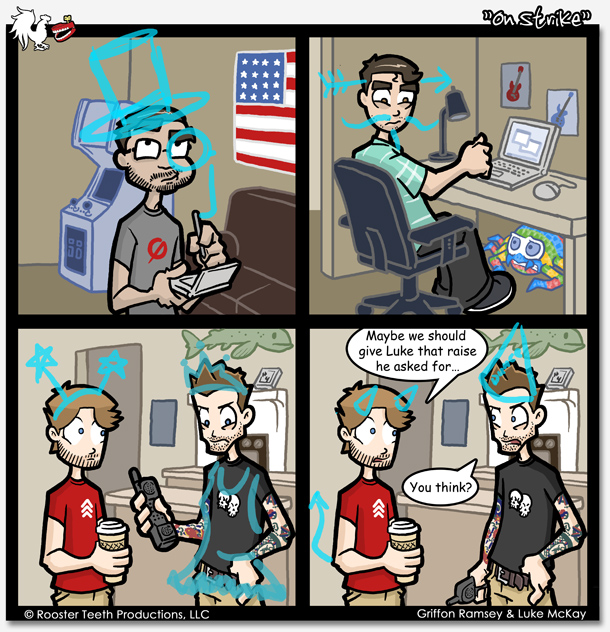 "On Strike"
Maybe we should
give Luke that raise
he asked for...
You think?
© Rooster Teeth Productions, LLC
Griffon Ramsey & Luke McKay